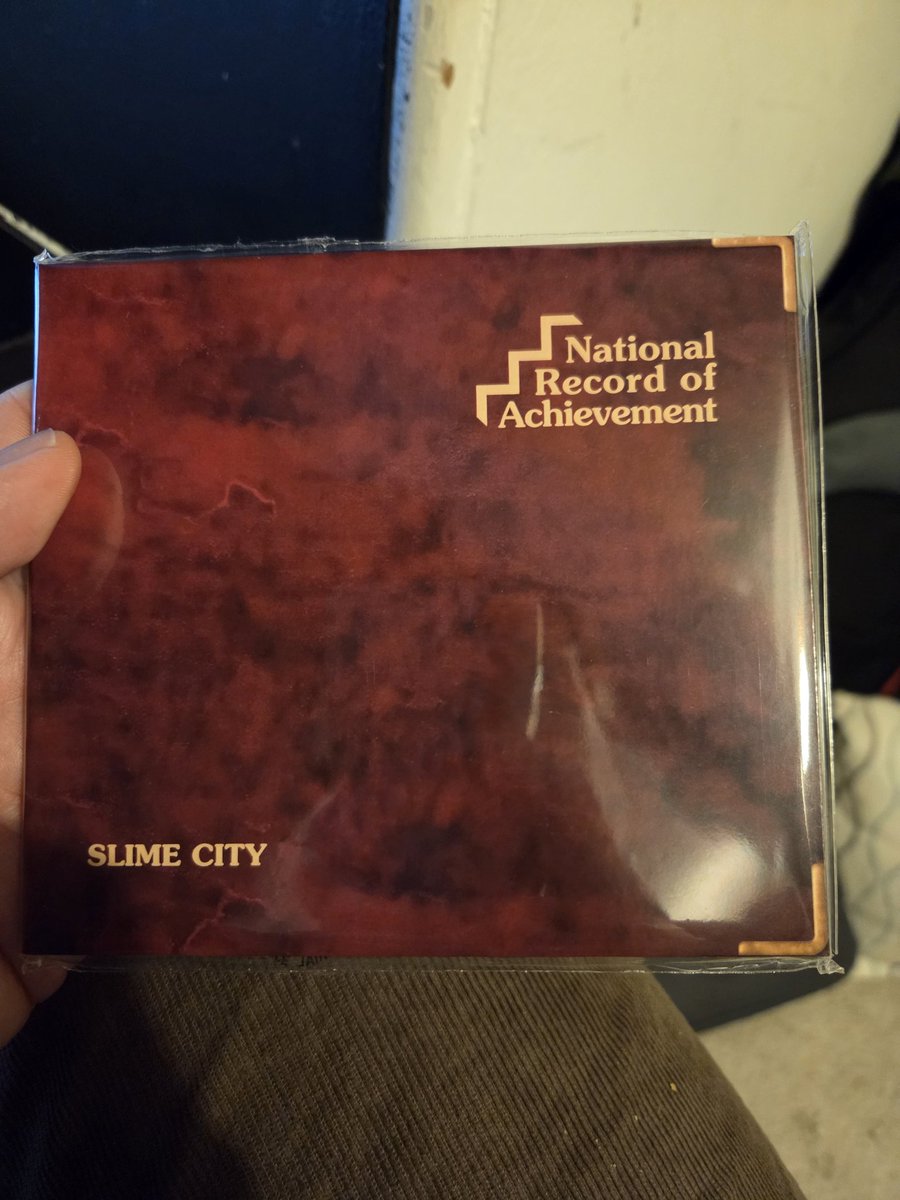 National
Record of
Achievement
SLIME CITY